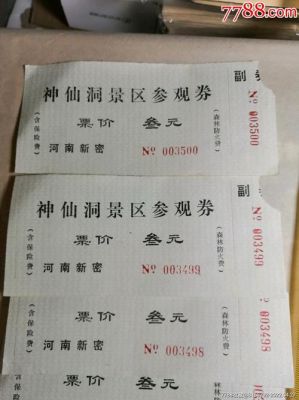 7788.com
副券
神仙洞景区参观券
(含保险费)
票价 叁元
(森林防火费)
河南新密
No 003500
No 003500
副券
神仙洞景区参观券
(含保险费)
票价 叁元
(森林防火费)
河南新密
No 003499
No 003499
(含保险费)
票价 叁元
(森林防火费)
河南新密
No 003498
No 003498
票价 叁元